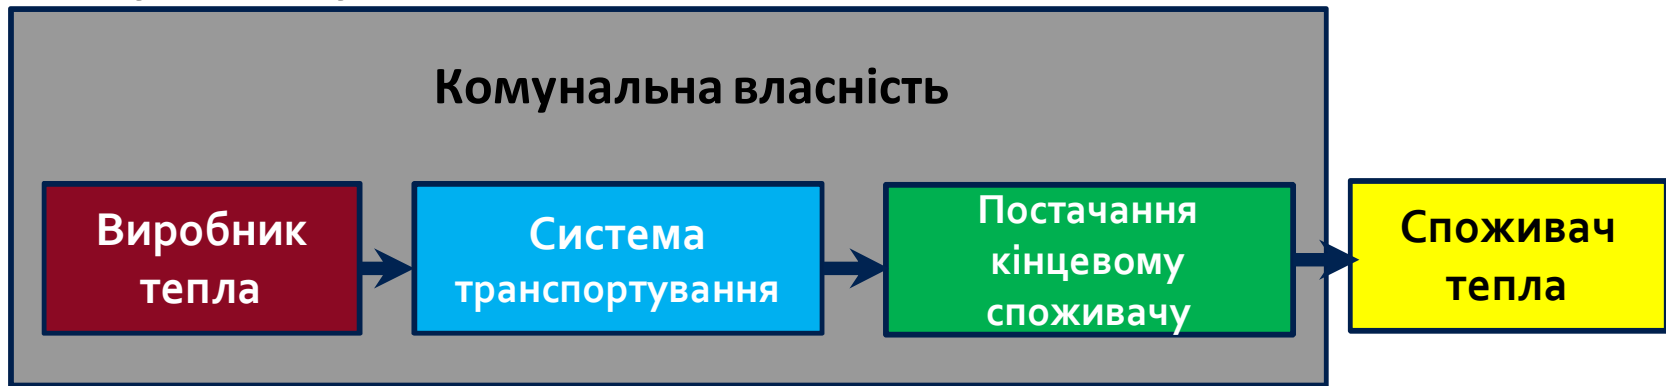 Комунальна власність
Виробник
тепла
Система
транспортування
Постачання
кінцевому
споживачу
Споживач
тепла